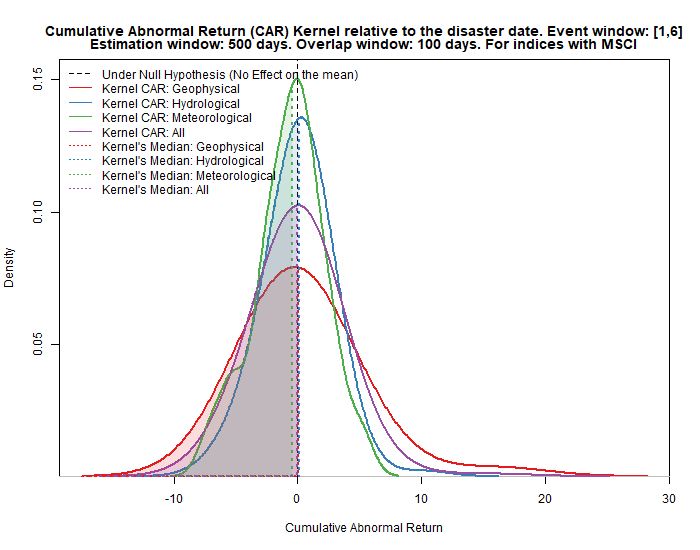 Cumulative Abnormal Return (CAR) Kernel relative to the disaster date. Event window: [1,6]
Estimation window: 500 days. Overlap window: 100 days. For indices with MSCI
Under Null Hypothesis (No Effect on the mean)
Kernel CAR: Geophysical
Kernel CAR: Hydrological
Kernel CAR: Meteorological
Kernel CAR: All
Kernel's Median: Geophysical
Kernel's Median: Hydrological
Kernel's Median: Meteorological
Kernel's Median: All
Density
0.15
0.10
0.05
-10
0
10
20
30
Cumulative Abnormal Return